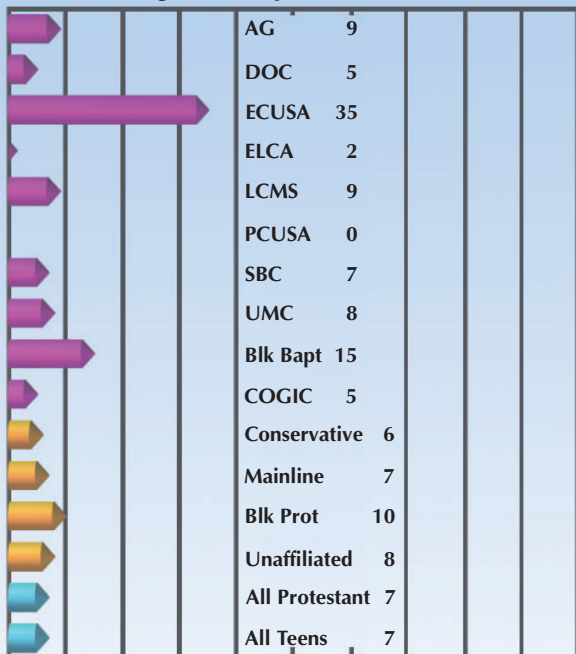 AG 9
DOC 5
ECUSA 35
ELCA 2
LCMS 9
PCUSA 0
SBC 7
UMC 8
Blk Bapt 15
COGIC 5
Conservative 6
Mainline 7
Blk Prot 10
Unaffiliated 8
All Protestant 7
All Teens 7